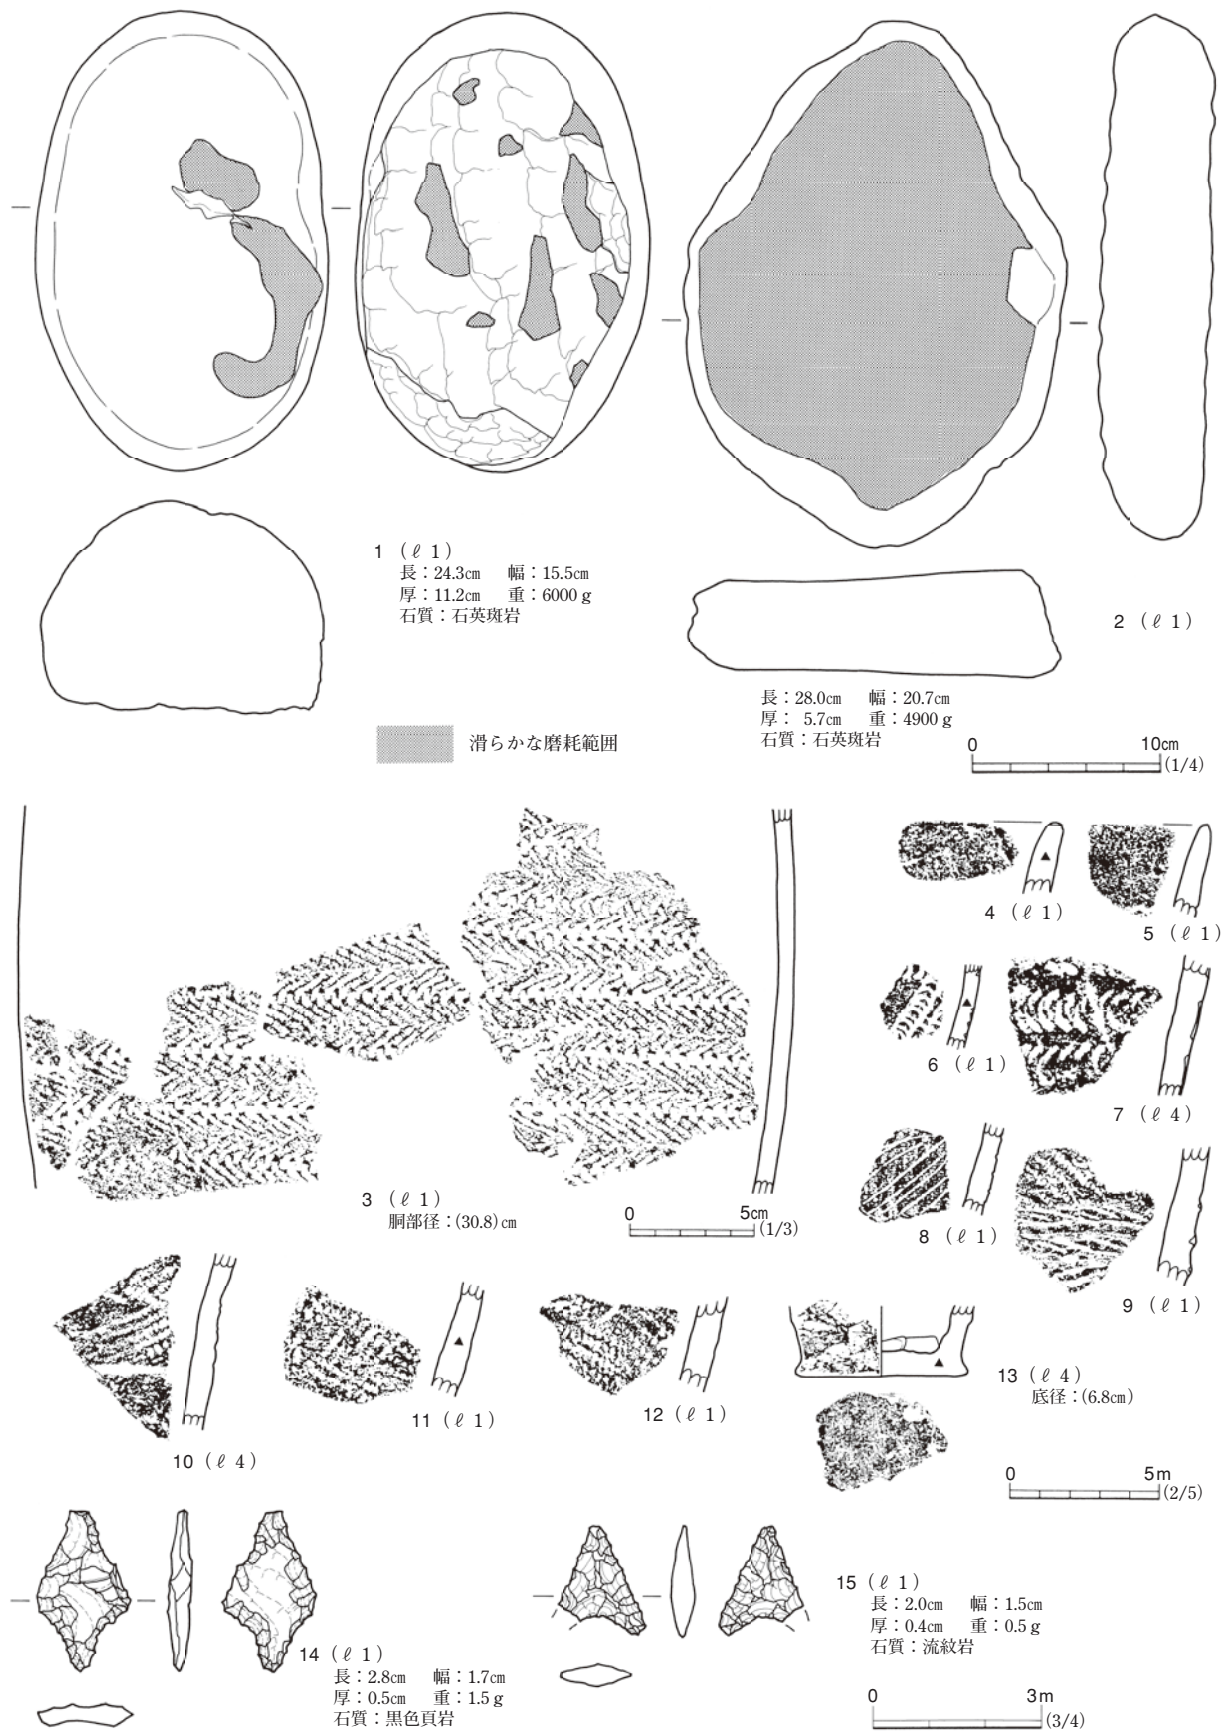 1 (ℓ 1)
長：24.3㎝ 幅：15.5㎝
厚：11.2㎝ 重：6000 g
石質：石英斑岩
2 (ℓ 1)
長：28.0㎝ 幅：20.7㎝
厚： 5.7㎝ 重：4900 g
石質：石英斑岩
滑らかな磨耗範囲
0 10㎝
(1/4)
4 (ℓ 1)
5 (ℓ 1)
6 (ℓ 1)
7 (ℓ 4)
3 (ℓ 1)
胴部径：(30.8)㎝
0 5㎝
(1/3)
8 (ℓ 1)
9 (ℓ 1)
10 (ℓ 4)
11 (ℓ 1)
12 (ℓ 1)
13 (ℓ 4)
底径：(6.8㎝)
0 5m
(2/5)
14 (ℓ 1)
長：2.8㎝ 幅：1.7㎝
厚：0.5㎝ 重：1.5 g
石質：黒色頁岩
15 (ℓ 1)
長：2.0㎝ 幅：1.5㎝
厚：0.4㎝ 重：0.5 g
石質：流紋岩
0 3m
(3/4)